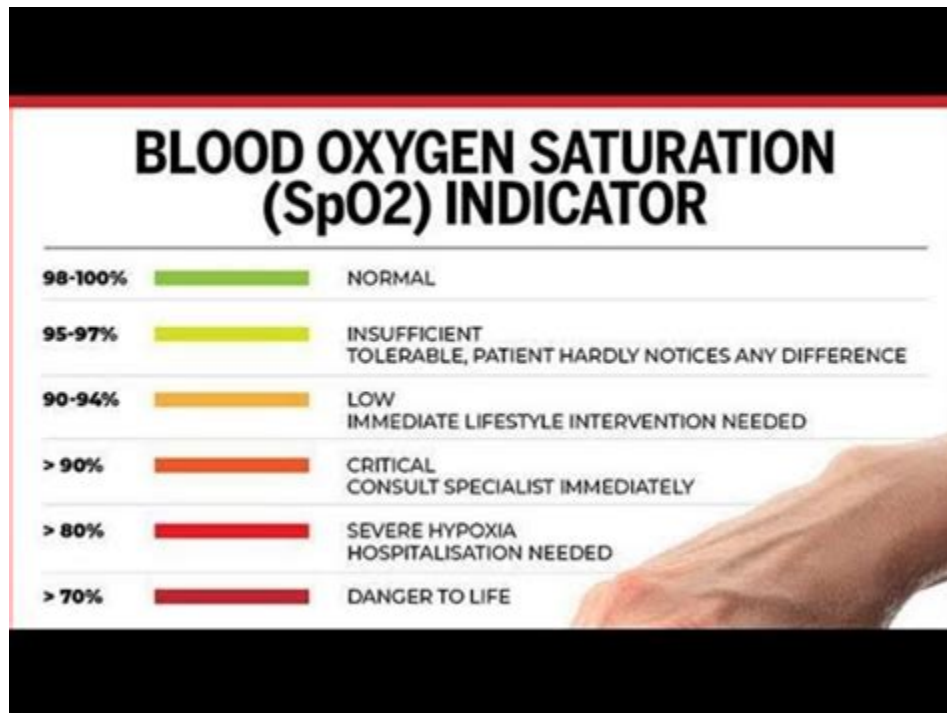 BLOOD OXYGEN SATURATION
(SpO2) INDICATOR
98-100% NORMAL
95-97% INSUFFICIENT
TOLERABLE, PATIENT HARDLY NOTICES ANY DIFFERENCE
90-94% LOW
IMMEDIATE LIFESTYLE INTERVENTION NEEDED
> 90% CRITICAL
CONSULT SPECIALIST IMMEDIATELY
> 80% SEVERE HYPOXIA
HOSPITALISATION NEEDED
> 70% DANGER TO LIFE